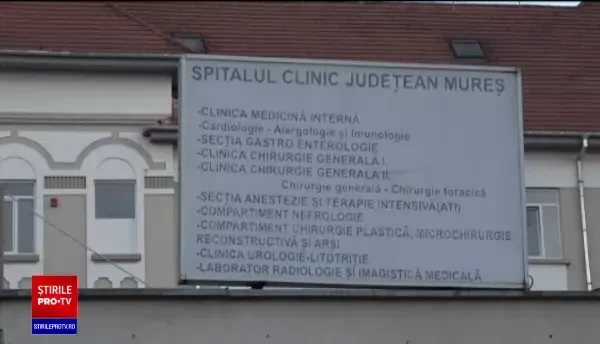 SPITALUL CLINIC JUDEȚEAN MUREȘ
-CLINICA MEDICINĂ INTERNĂ
-Cardiologie - Alergologie și Imunologie
-SECȚIA GASTRO ENTEROLOGIE
-CLINICA CHIRURGIE GENERALĂ I.
-CLINICA CHIRURGIE GENERALĂ II.
Chirurgie generală - Chirurgie toracică
-SECȚIA ANESTEZIE ȘI TERAPIE INTENSIVĂ(ATI)
-COMPARTIMENT NEFROLOGIE
-COMPARTIMENT CHIRURGIE PLASTICĂ, MICROCHIRURGIE
RECONSTRUCTIVĂ ȘI ARȘI
-CLINICA UROLOGIE-LITOTRIȚIE
-LABORATOR RADIOLOGIE ȘI IMAGISTICĂ MEDICALĂ
ȘTIRILE
PRO•TV
STIRILEPROTV.RO